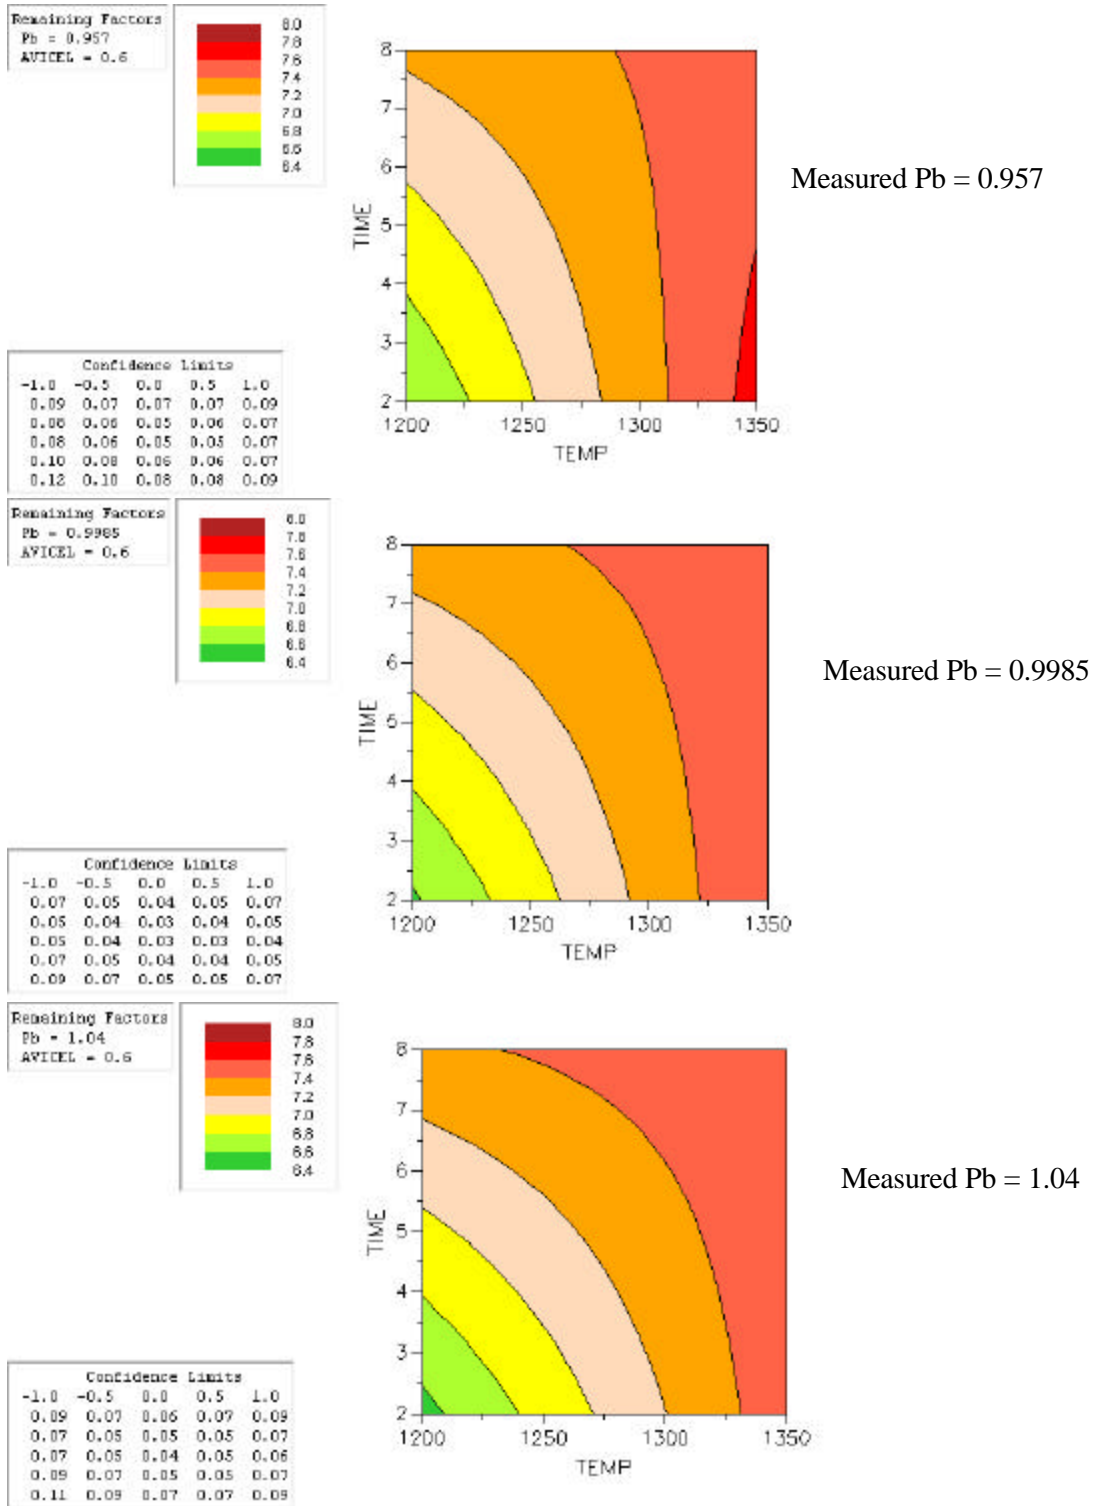 Remaining Factors
Pb = 0.957
AVICEL = 0.6
8.0
7.8
7.6
7.4
7.2
7.0
6.8
6.6
6.4
8
7
6
5
4
3
2
TIME
1200 1250 1300 1350
TEMP
Measured Pb = 0.957
Confidence Limits
-1.0 -0.5 0.0 0.5 1.0
0.09 0.07 0.07 0.07 0.09
0.08 0.06 0.05 0.06 0.07
0.08 0.06 0.05 0.05 0.07
0.10 0.08 0.06 0.06 0.07
0.12 0.10 0.08 0.08 0.09
Remaining Factors
Pb = 0.9985
AVICEL = 0.6
8.0
7.8
7.6
7.4
7.2
7.0
6.8
6.6
6.4
8
7
6
5
4
3
2
TIME
1200 1250 1300 1350
TEMP
Measured Pb = 0.9985
Confidence Limits
-1.0 -0.5 0.0 0.5 1.0
0.07 0.05 0.04 0.05 0.07
0.05 0.04 0.03 0.04 0.05
0.05 0.04 0.03 0.03 0.04
0.07 0.05 0.04 0.04 0.05
0.09 0.07 0.05 0.05 0.07
Remaining Factors
Pb = 1.04
AVICEL = 0.6
8.0
7.8
7.6
7.4
7.2
7.0
6.8
6.6
6.4
8
7
6
5
4
3
2
TIME
1200 1250 1300 1350
TEMP
Measured Pb = 1.04
Confidence Limits
-1.0 -0.5 0.0 0.5 1.0
0.09 0.07 0.06 0.07 0.09
0.07 0.05 0.05 0.05 0.07
0.07 0.05 0.04 0.05 0.06
0.09 0.07 0.05 0.05 0.07
0.11 0.09 0.07 0.07 0.09